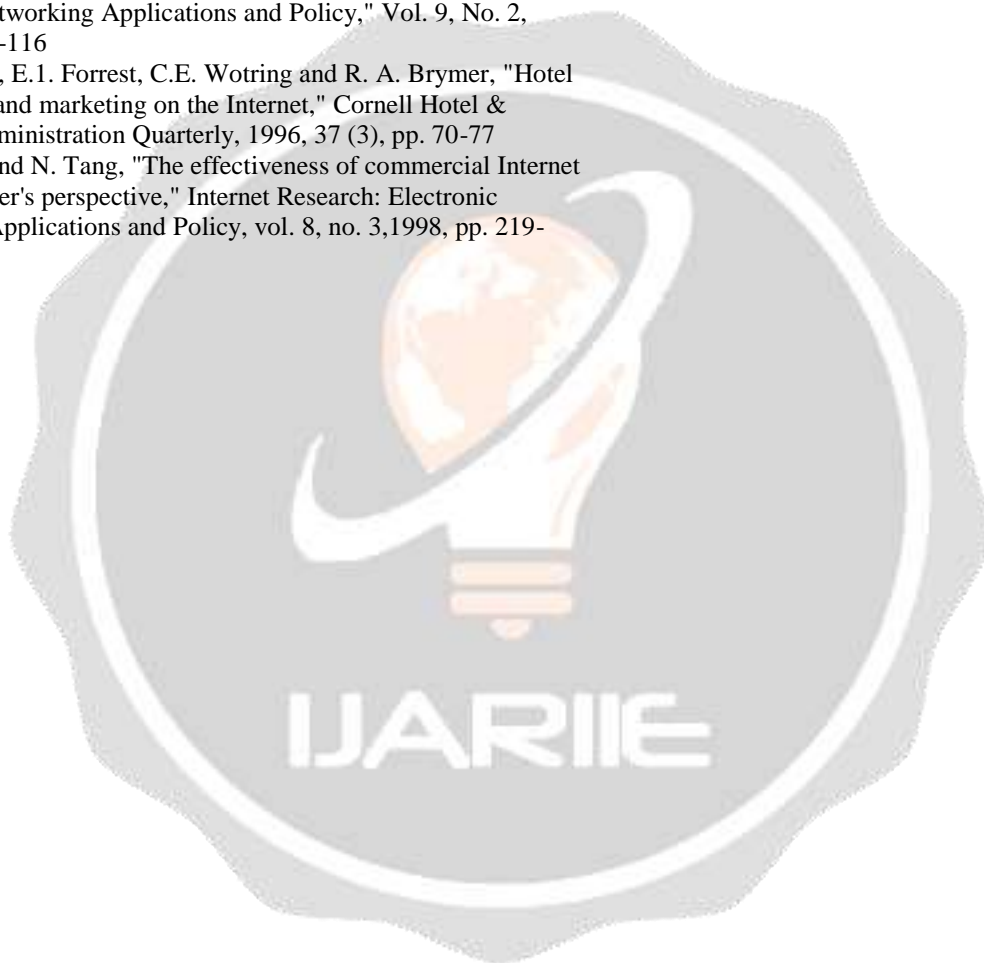 tworking Applications and Policy," Vol. 9, No. 2,
-116
, E.1. Forrest, C.E. Wotring and R. A. Brymer, "Hotel
and marketing on the Internet," Cornell Hotel &
ministration Quarterly, 1996, 37 (3), pp. 70-77
nd N. Tang, "The effectiveness of commercial Internet
er's perspective," Internet Research: Electronic
Applications and Policy, vol. 8, no. 3,1998, pp. 219-
IJARIIE